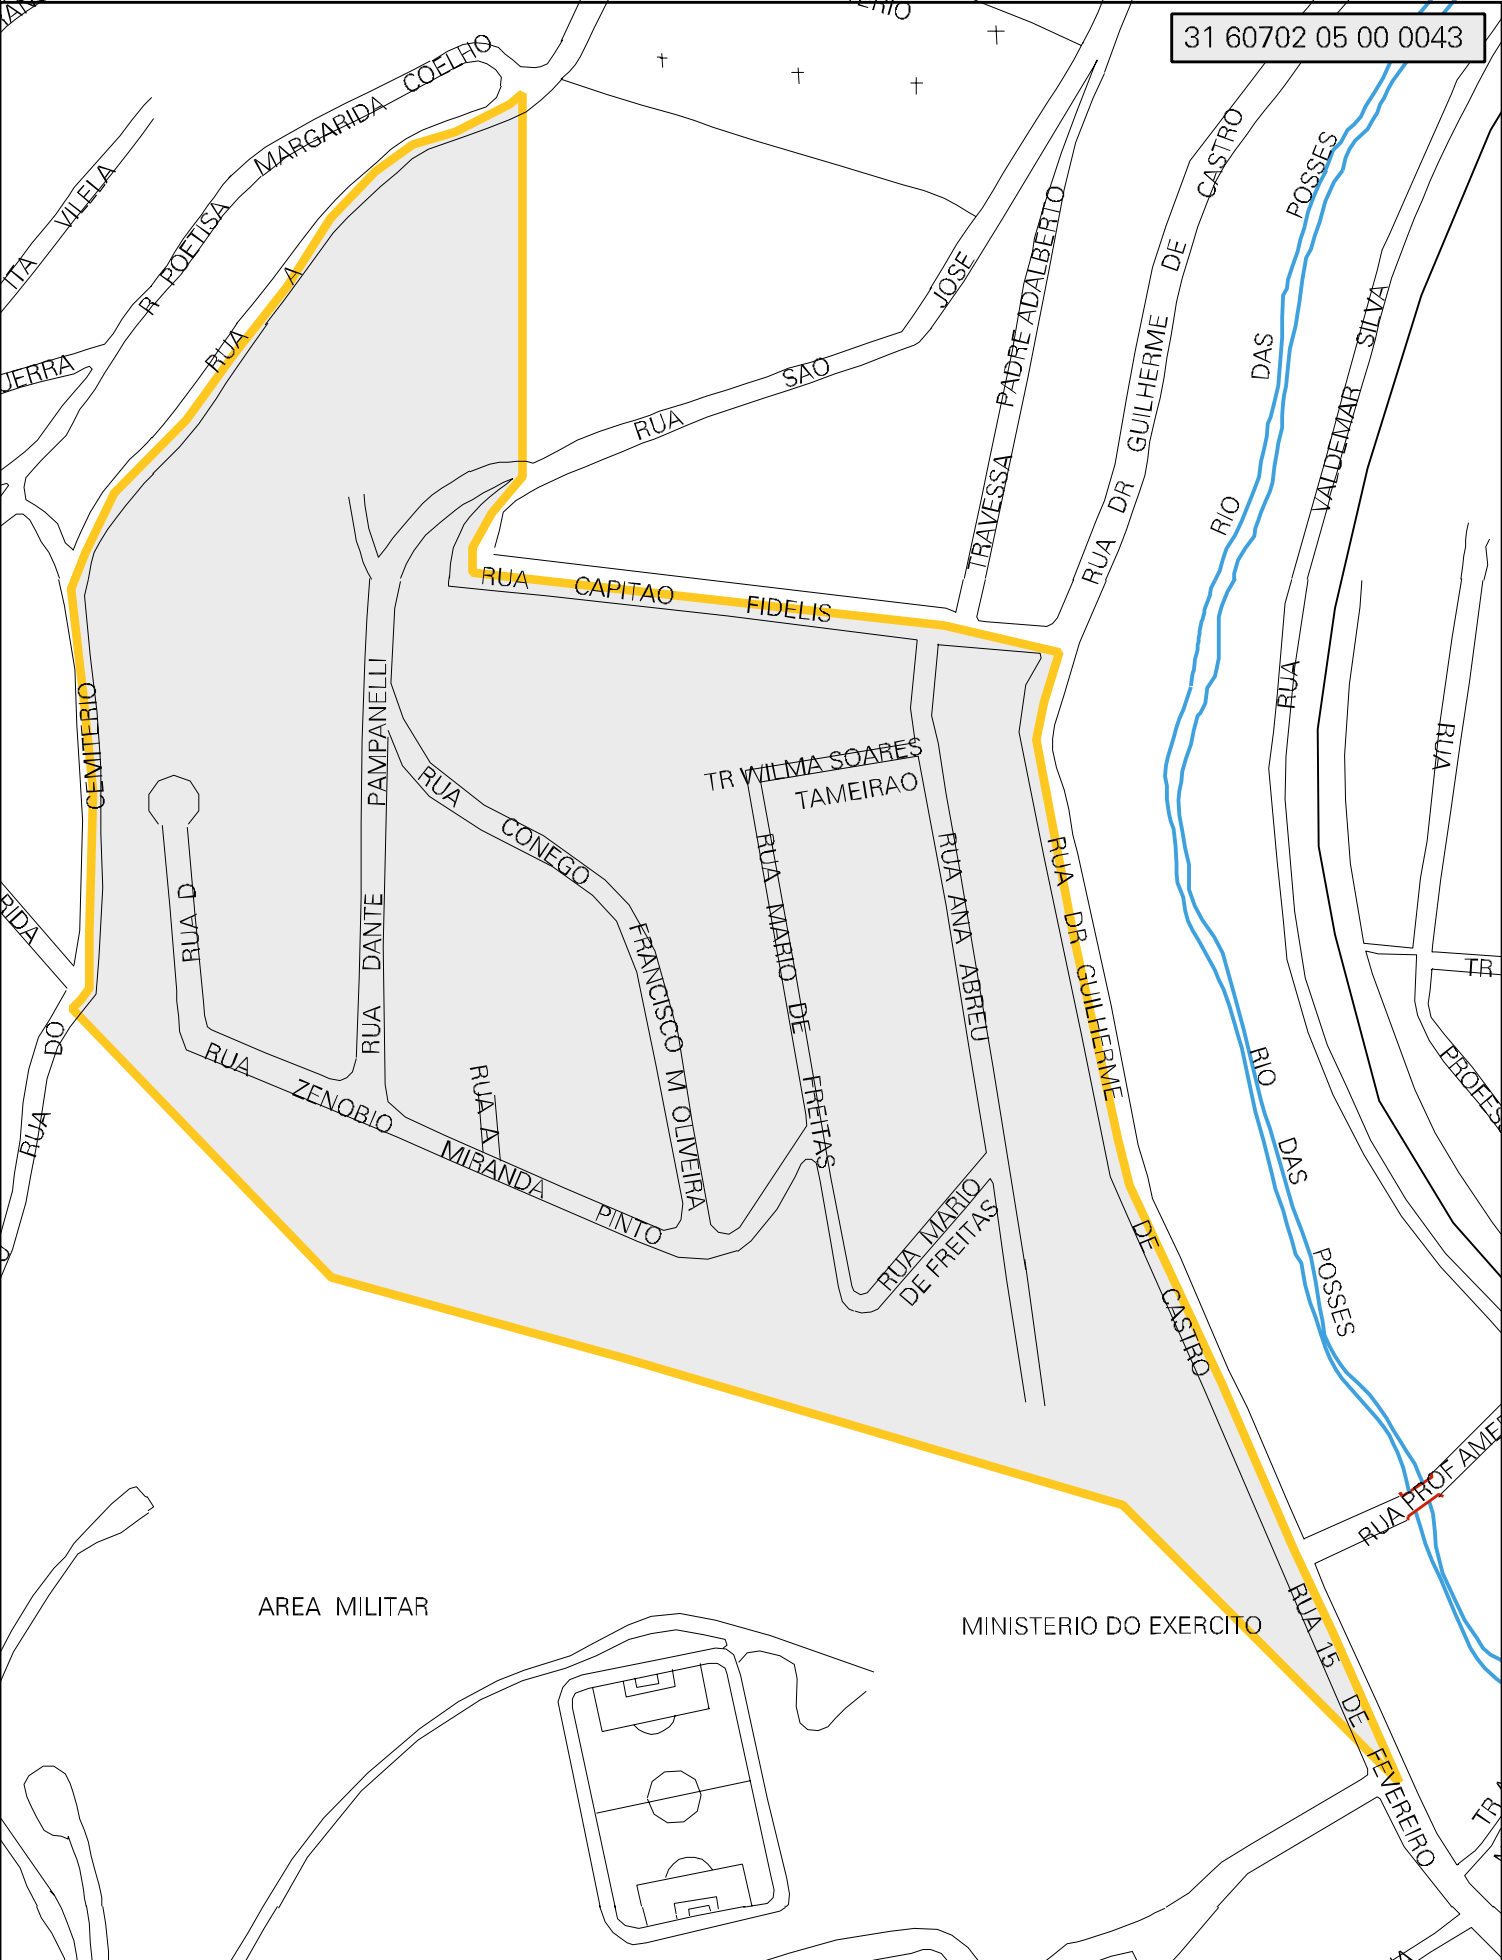 31 60702 05 00 0043
R POETISA MARGARIDA COELHO
VILELA
RUA A
POSSES
RUA SAO JOSE
TRAVESSA PADRE ADALBERTO
RUA DR GUILHERME DE CASTRO
RIO DAS
RUA VALDEMAR SILVA
RUA CAPITAO FIDELIS
RUA
RUA DO CEMITERIO
RUA DANTE PAMPANELLI
TR WILMA SOARES
TAMEIRAO
RUA CONEGO FRANCISCO M OLIVEIRA
RUA D
RUA MARIO DE FREITAS
RUA ANA ABREU
RUA DR GUILHERME DE CASTRO
TR
RUA ZENOBIO MIRANDA PINTO
RUA A
RIO DAS POSSES
RUA MARIO
DE FREITAS
RUA PROF
AREA MILITAR
MINISTERIO DO EXERCITO
RUA 15 DE FEVEREIRO
TR